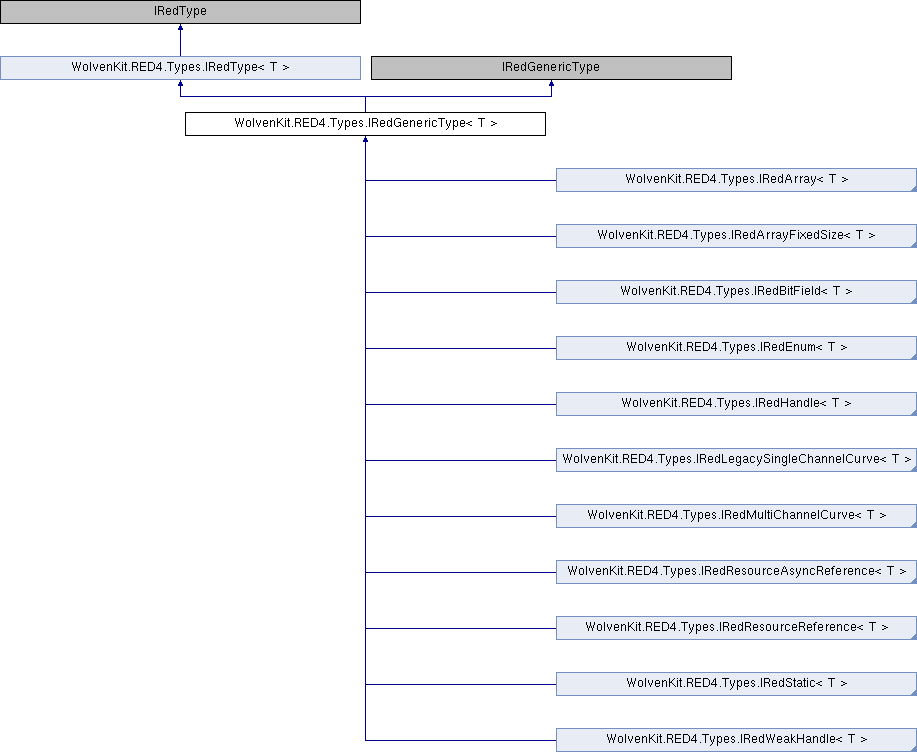 IRedType
WolvenKit.RED4.Types.IRedType< T >
IRedGenericType
WolvenKit.RED4.Types.IRedGenericType< T >
WolvenKit.RED4.Types.IRedArray< T >
WolvenKit.RED4.Types.IRedArrayFixedSize< T >
WolvenKit.RED4.Types.IRedBitField< T >
WolvenKit.RED4.Types.IRedEnum< T >
WolvenKit.RED4.Types.IRedHandle< T >
WolvenKit.RED4.Types.IRedLegacySingleChannelCurve< T >
WolvenKit.RED4.Types.IRedMultiChannelCurve< T >
WolvenKit.RED4.Types.IRedResourceAsyncReference< T >
WolvenKit.RED4.Types.IRedResourceReference< T >
WolvenKit.RED4.Types.IRedStatic< T >
WolvenKit.RED4.Types.IRedWeakHandle< T >